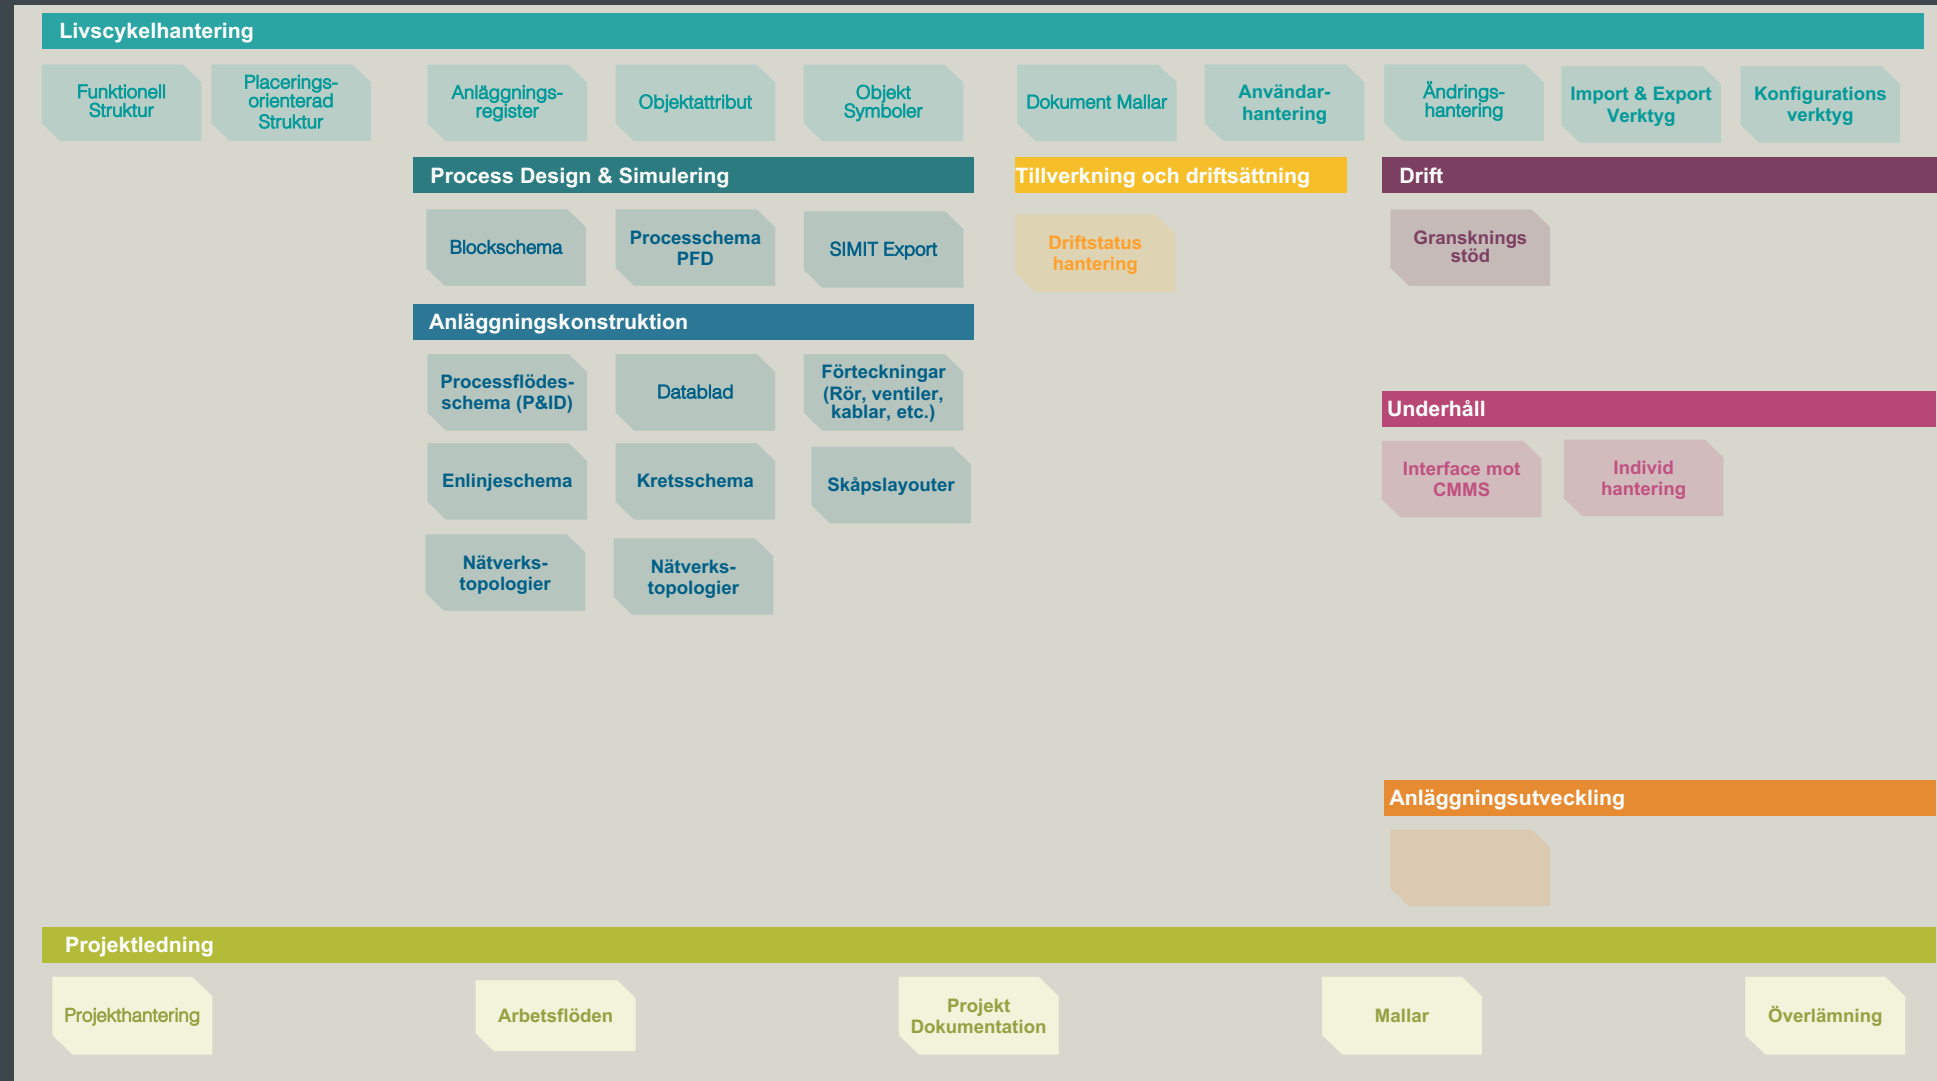 Livscykelhantering
Funktionell
Struktur
Placerings-
orienterad
Struktur
Anläggnings-
register
Objektattribut
Objekt
Symboler
Dokument Mallar
Användar-
hantering
Ändrings-
hantering
Import & Export
Verktyg
Konfigurations
verktyg
Process Design & Simulering
Blockschema
Processchema
PFD
SIMIT Export
Tillverkning och driftsättning
Driftstatus
hantering
Drift
Gransknings
stöd
Anläggningskonstruktion
Processflödes-
schema (P&ID)
Datablad
Förteckningar
(Rör, ventiler,
kablar, etc.)
Enlinjeschema
Kretsschema
Skåpslayouter
Nätverks-
topologier
Nätverks-
topologier
Underhåll
Interface mot
CMMS
Individ
hantering
Anläggningsutveckling
Projektledning
Projekthantering
Arbetsflöden
Projekt
Dokumentation
Mallar
Överlämning